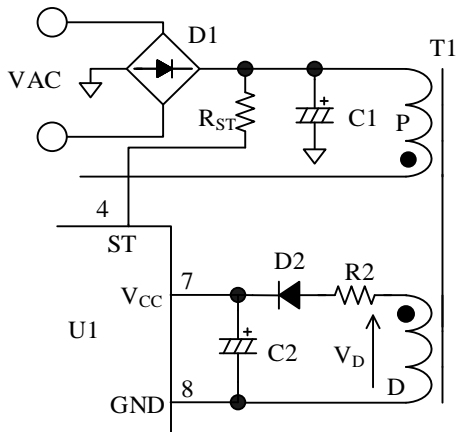 D1
T1
VAC
R_ST
C1
P
4
ST
D2
R2
7
V_CC
U1
C2
V_D
D
8
GND